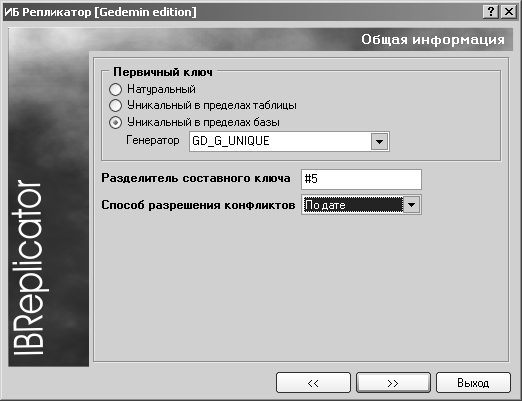 ИБ Репликатор [Gedemin edition]
Общая информация
Первичный ключ
Натуральный
Уникальный в пределах таблицы
Уникальный в пределах базы
Генератор GD_G_UNIQUE
Разделитель составного ключа #5
Способ разрешения конфликтов По дате
IBReplicator
<< >> Выход